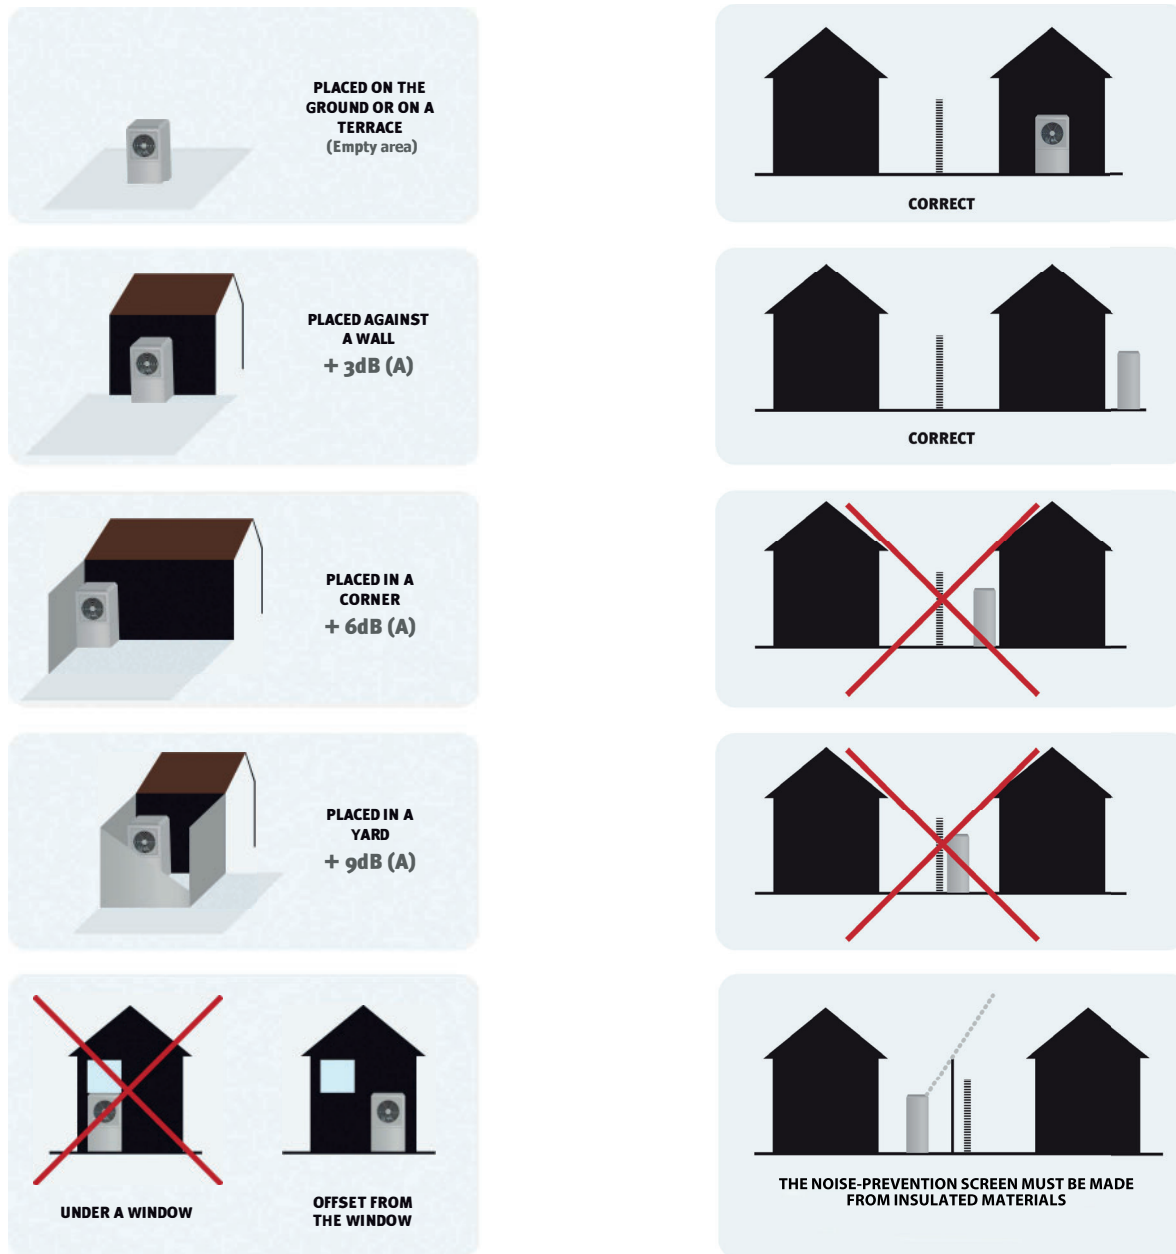 PLACED ON THE
GROUND OR ON A
TERRACE
(Empty area)
PLACED AGAINST
A WALL
+ 3dB (A)
PLACED IN A
CORNER
+ 6dB (A)
PLACED IN A
YARD
+ 9dB (A)
UNDER A WINDOW
OFFSET FROM
THE WINDOW
CORRECT
CORRECT
THE NOISE-PREVENTION SCREEN MUST BE MADE
FROM INSULATED MATERIALS